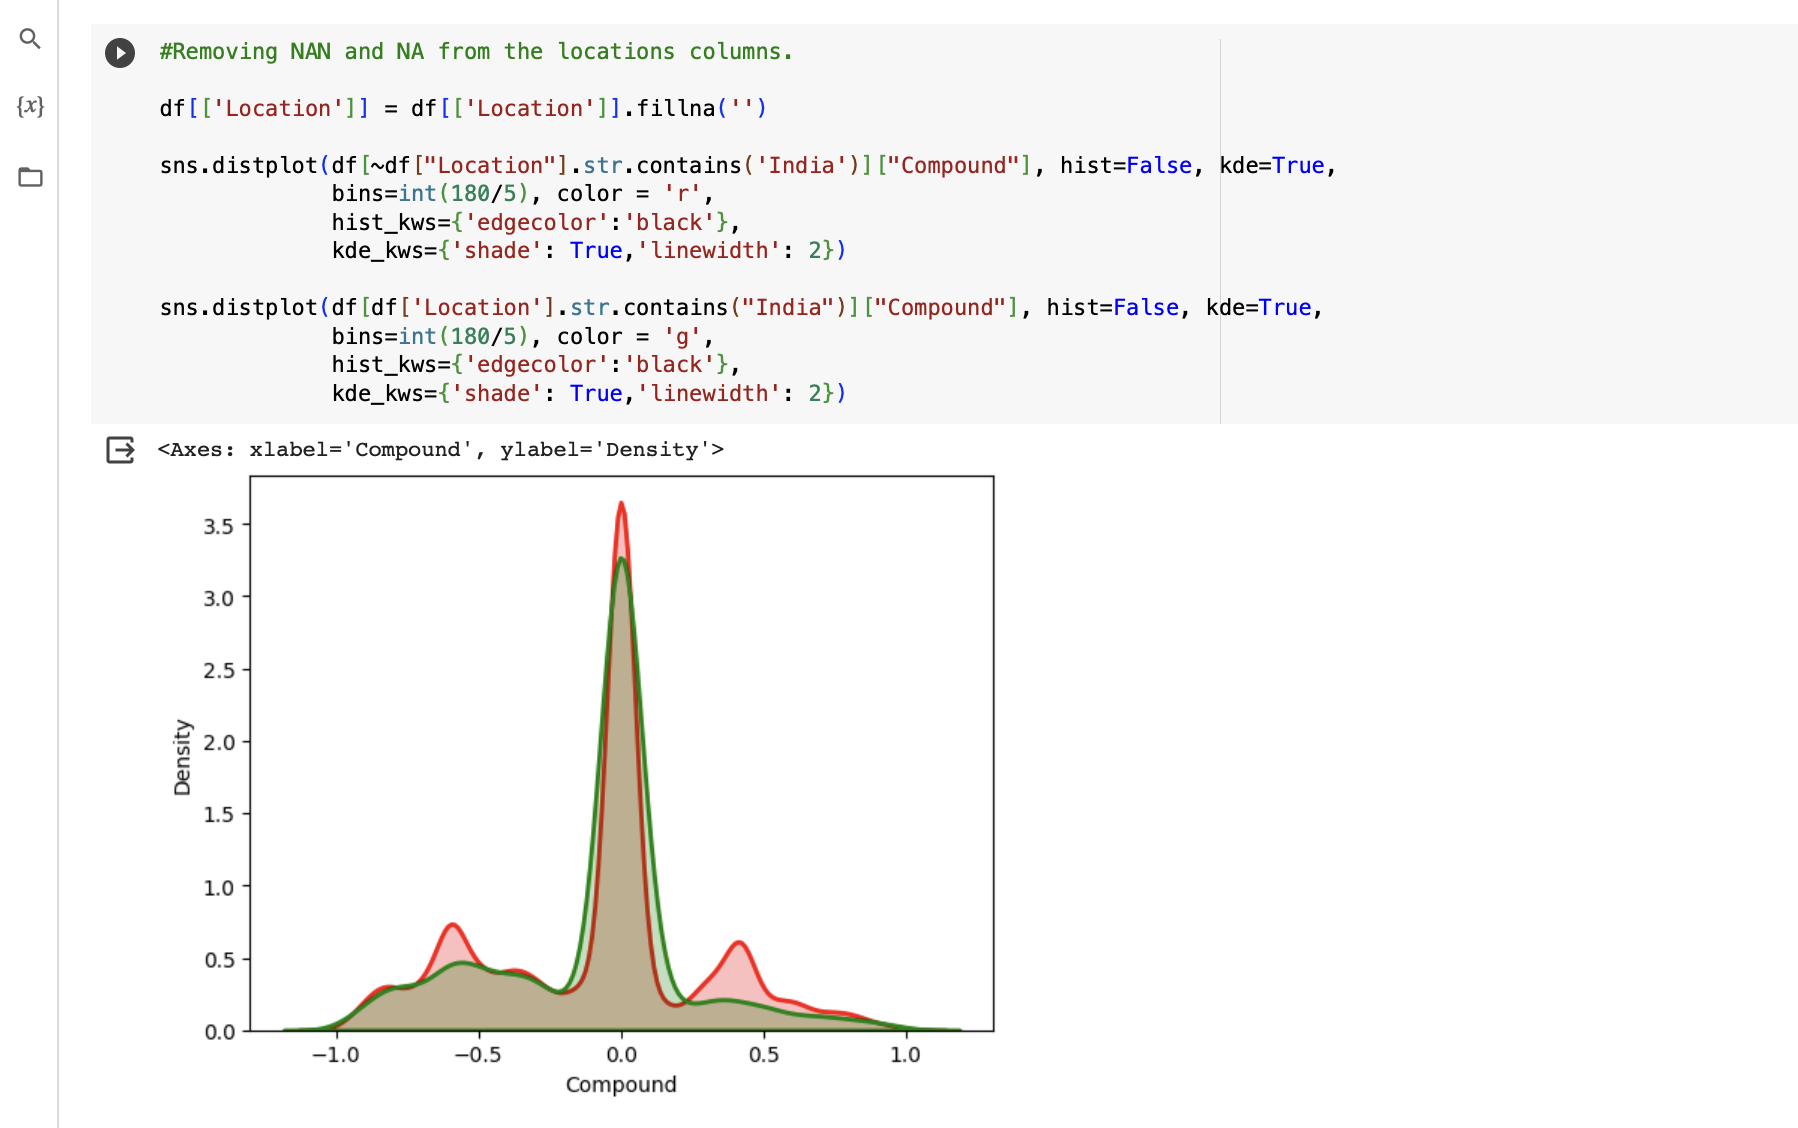 {x}
#Removing NAN and NA from the locations columns.
df[['Location']] = df[['Location']].fillna('')
sns.distplot(df[~df["Location"].str.contains('India')]["Compound"], hist=False, kde=True,
bins=int(180/5), color = 'r',
hist_kws={'edgecolor':'black'},
kde_kws={'shade': True,'linewidth': 2})
sns.distplot(df[df['Location'].str.contains("India")]["Compound"], hist=False, kde=True,
bins=int(180/5), color = 'g',
hist_kws={'edgecolor':'black'},
kde_kws={'shade': True,'linewidth': 2})
<Axes: xlabel='Compound', ylabel='Density'>
3.5
3.0
2.5
2.0
1.5
1.0
0.5
0.0
Density
−1.0 −0.5 0.0 0.5 1.0
Compound